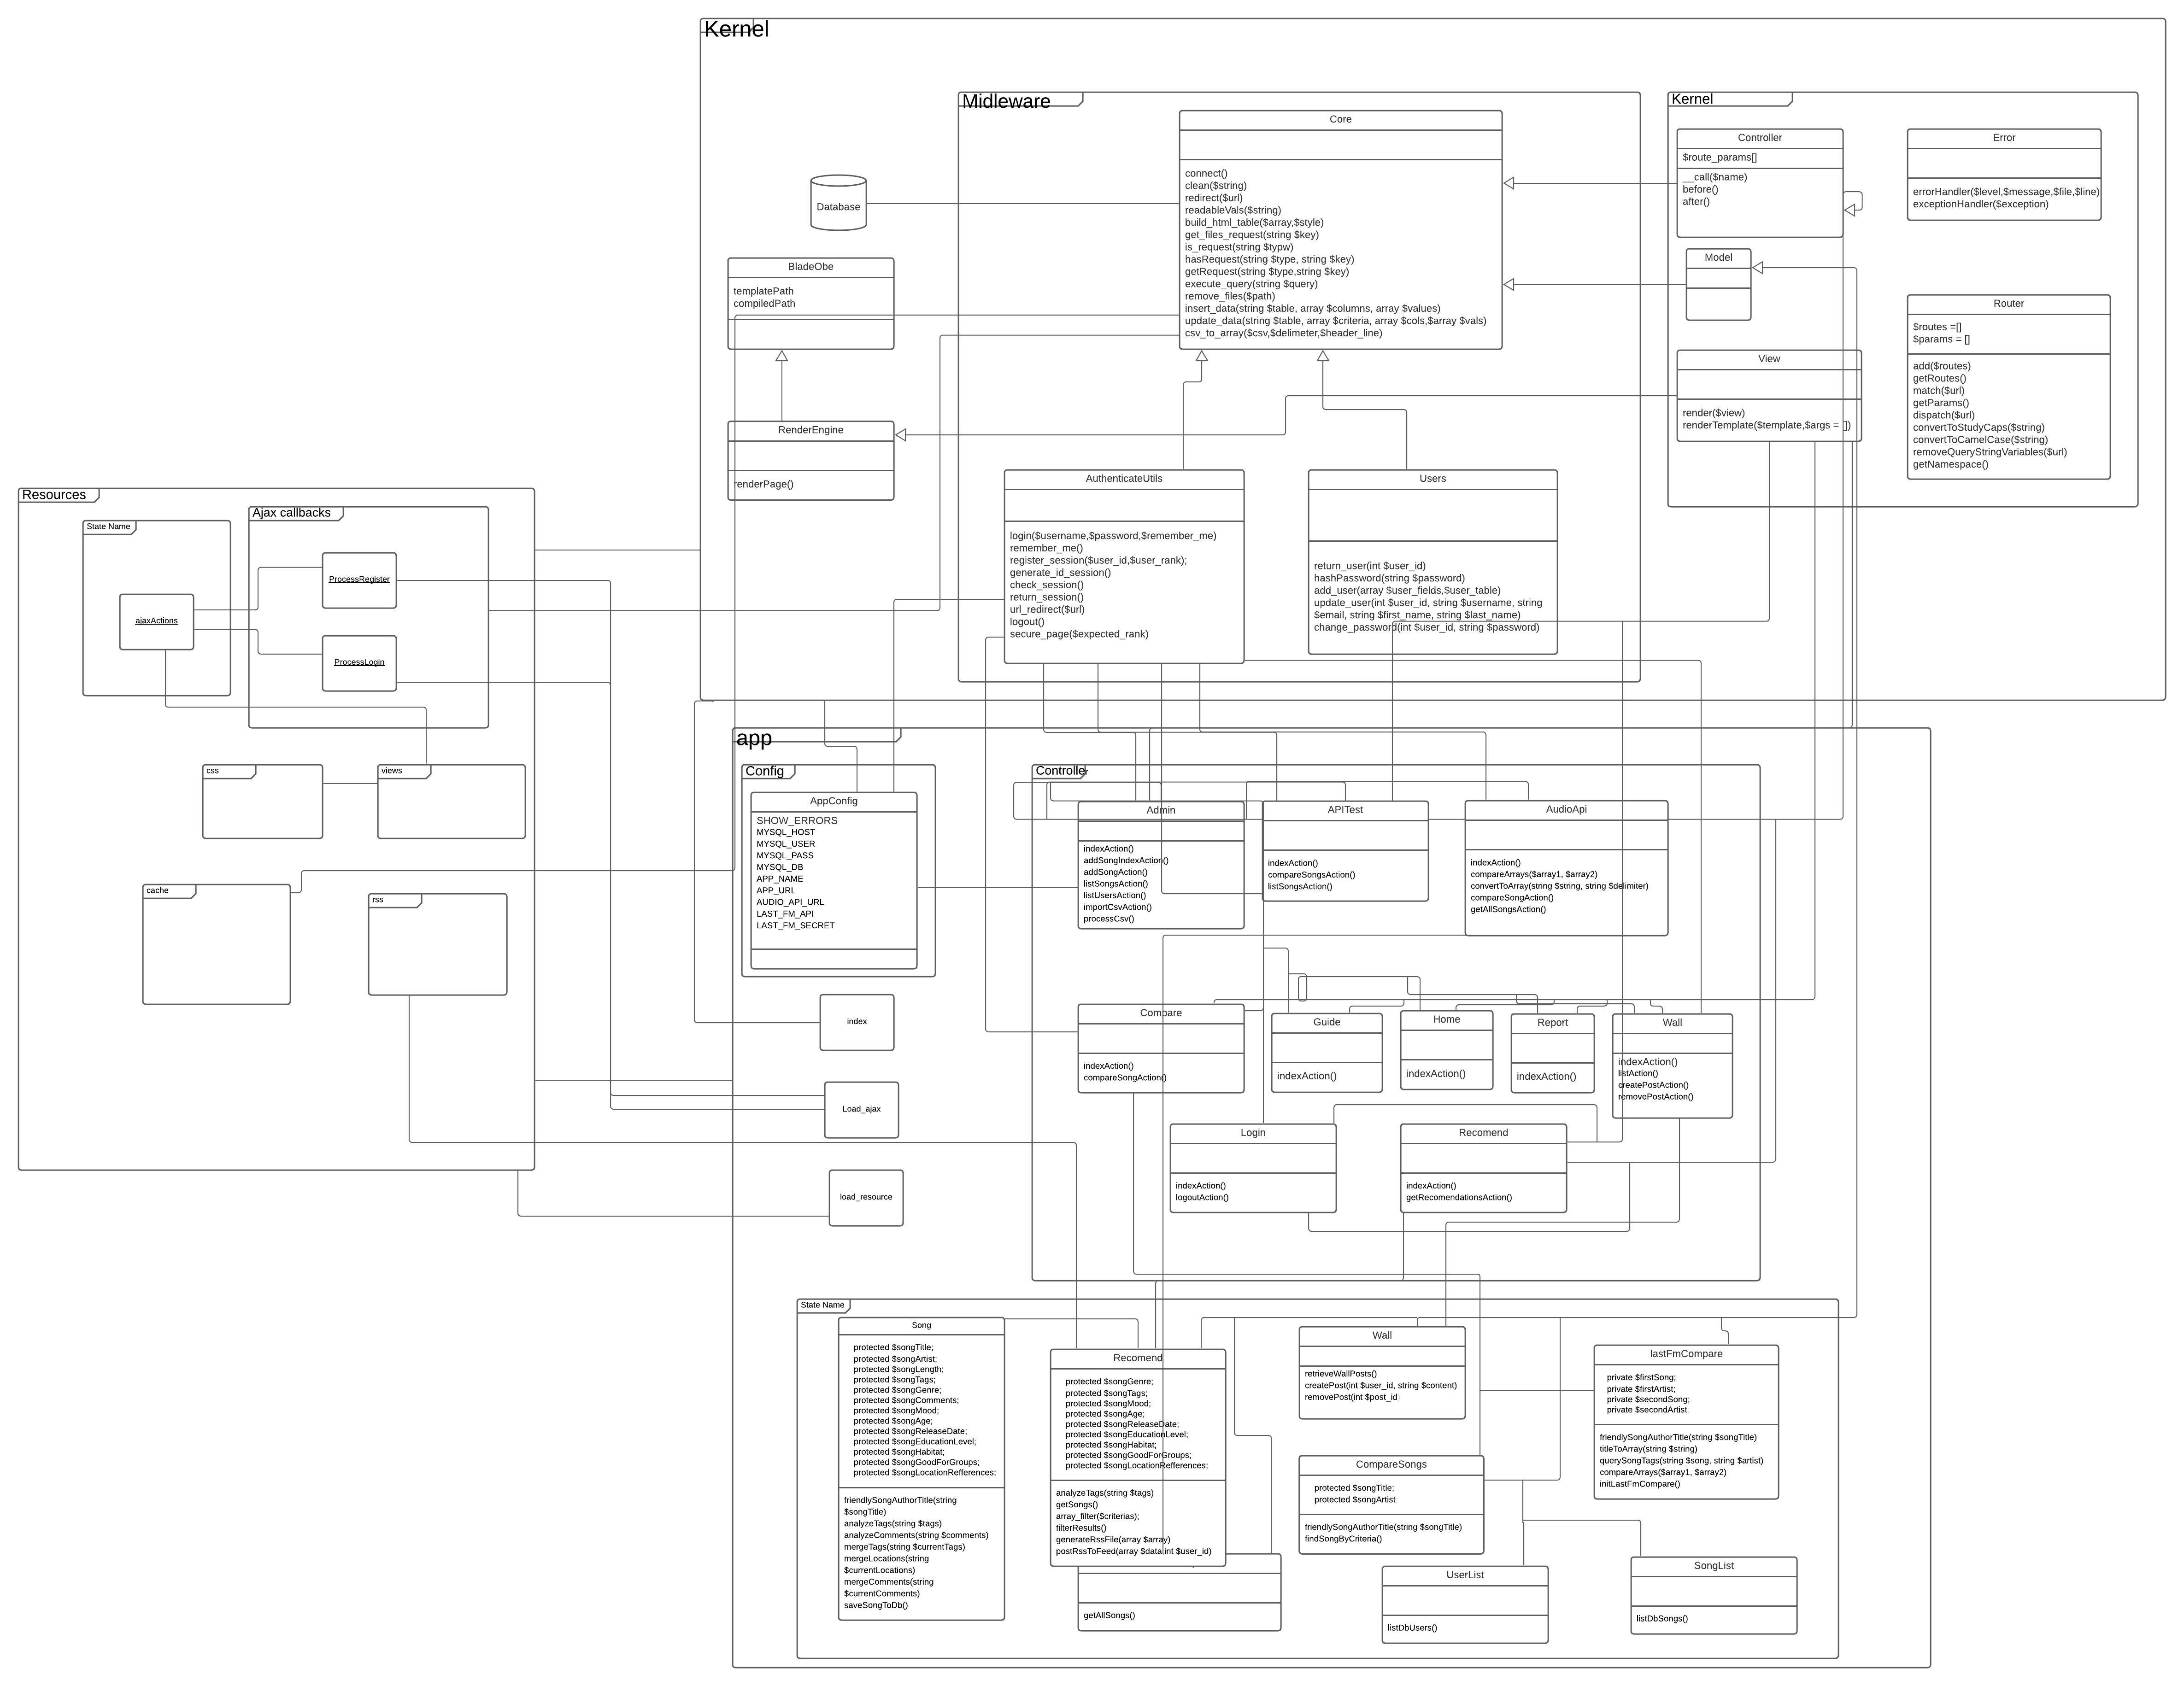 Kernel
Midleware
Core
connect()
clean($string)
redirect($url)
readableVals($string)
build_html_table($array,$style)
get_files_request(string $key)
is_request(string $typw)
hasRequest(string $type, string $key)
getRequest(string $type,string $key)
execute_query(string $query)
remove_files($path)
insert_data(string $table, array $columns, array $values)
update_data(string $table, array $criteria, array $cols,$array $vals)
csv_to_array($csv,$delimeter,$header_line)
Kernel
Controller
$route_params[]
__call($name)
before()
after()
Error
errorHandler($level,$message,$file,$line)
exceptionHandler($exception)
Model
Router
$routes =[]
$params = []
add($routes)
getRoutes()
match($url)
getParams()
dispatch($url)
convertToStudyCaps($string)
convertToCamelCase($string)
removeQueryStringVariables($url)
getNamespace()
View
render($view)
renderTemplate($template,$args = [])
Database
BladeObe
templatePath
compiledPath
RenderEngine
renderPage()
AuthenticateUtils
login($username,$password,$remember_me)
remember_me()
register_session($user_id,$user_rank);
generate_id_session()
check_session()
return_session()
url_redirect($url)
logout()
secure_page($expected_rank)
Users
return_user(int $user_id)
hashPassword(string $password)
add_user(array $user_fields,$user_table)
update_user(int $user_id, string $username, string
$email, string $first_name, string $last_name)
change_password(int $user_id, string $password)
Resources
State Name
ajaxActions
Ajax callbacks
ProcessRegister
ProcessLogin
css
views
cache
rss
app
Config
AppConfig
SHOW_ERRORS
MYSQL_HOST
MYSQL_USER
MYSQL_PASS
MYSQL_DB
APP_NAME
APP_URL
AUDIO_API_URL
LAST_FM_API
LAST_FM_SECRET
index
Load_ajax
load_resource
Controller
Admin
indexAction()
addSongIndexAction()
addSongAction()
listSongsAction()
listUsersAction()
importCsvAction()
processCsv()
APITest
indexAction()
compareSongsAction()
listSongsAction()
AudioApi
indexAction()
compareArrays($array1, $array2)
convertToArray(string $string, string $delimiter)
compareSongAction()
getAllSongsAction()
Compare
indexAction()
compareSongAction()
Guide
indexAction()
Home
indexAction()
Report
indexAction()
Wall
indexAction()
listAction()
createPostAction()
removePostAction()
Login
indexAction()
logoutAction()
Recomend
indexAction()
getRecomendationsAction()
State Name
Song
protected $songTitle;
protected $songArtist;
protected $songLength;
protected $songTags;
protected $songGenre;
protected $songComments;
protected $songMood;
protected $songAge;
protected $songReleaseDate;
protected $songEducationLevel;
protected $songHabitat;
protected $songGoodForGroups;
protected $songLocationRefferences;
friendlySongAuthorTitle(string
$songTitle)
analyzeTags(string $tags)
analyzeComments(string $comments)
mergeTags(string $currentTags)
mergeLocations(string
$currentLocations)
mergeComments(string
$currentComments)
saveSongToDb()
Recomend
protected $songGenre;
protected $songTags;
protected $songMood;
protected $songAge;
protected $songReleaseDate;
protected $songEducationLevel;
protected $songHabitat;
protected $songGoodForGroups;
protected $songLocationRefferences;
analyzeTags(string $tags)
getSongs()
array_filter($criterias);
filterResults()
generateRssFile(array $array)
postRssToFeed(array $data int $user_id)
getAllSongs()
Wall
retrieveWallPosts()
createPost(int $user_id, string $content)
removePost(int $post_id
CompareSongs
protected $songTitle;
protected $songArtist
friendlySongAuthorTitle(string $songTitle)
findSongByCriteria()
lastFmCompare
private $firstSong;
private $firstArtist;
private $secondSong;
private $secondArtist
friendlySongAuthorTitle(string $songTitle)
titleToArray(string $string)
querySongTags(string $song, string $artist)
compareArrays($array1, $array2)
initLastFmCompare()
UserList
listDbUsers()
SongList
listDbSongs()